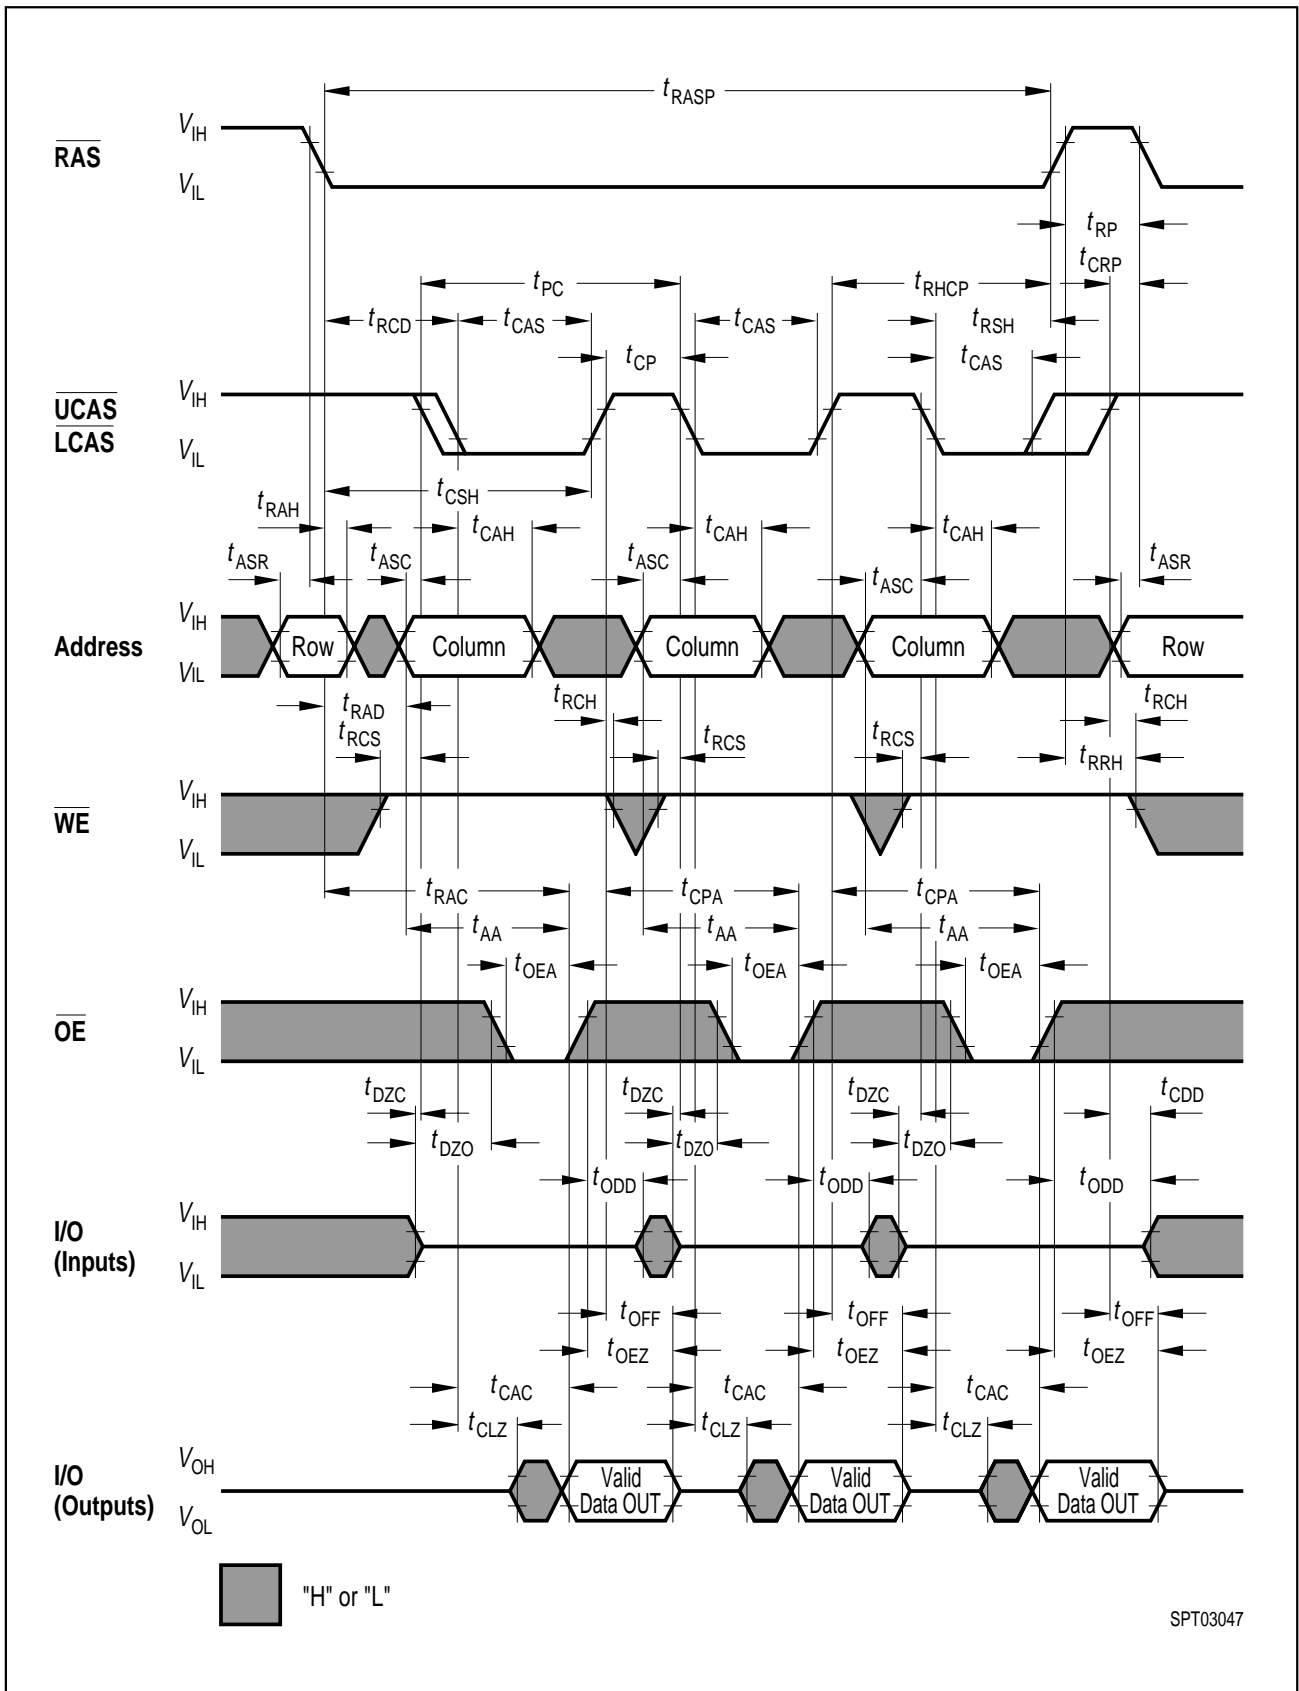 tRASP
VIH
RAS
VIL
tRP
tCRP
tPC
tRHCP
tRCD
tCAS
tCAS
tRSH
tCP
tCAS
VIH
UCAS
LCAS
VIL
tCSH
tRAH
tCAH
tCAH
tCAH
tASR
tASC
tASC
tASC
tASR
VIH
Address
Row
Column
Column
Column
Row
VIL
tRCH
tRCH
tRAD
tRCS
tRCS
tRCS
tRRH
VIH
WE
VIL
tRAC
tCPA
tCPA
tAA
tAA
tAA
tOEA
tOEA
tOEA
VIH
OE
VIL
tDZC
tDZC
tDZC
tCDD
tDZO
tDZO
tDZO
tODD
tODD
tODD
VIH
I/O
(Inputs)
VIL
tOFF
tOFF
tOFF
tOEZ
tOEZ
tOEZ
tCAC
tCAC
tCAC
tCLZ
tCLZ
tCLZ
VOH
I/O
(Outputs)
VOL
Valid
Data OUT
Valid
Data OUT
Valid
Data OUT
"H" or "L"
SPT03047